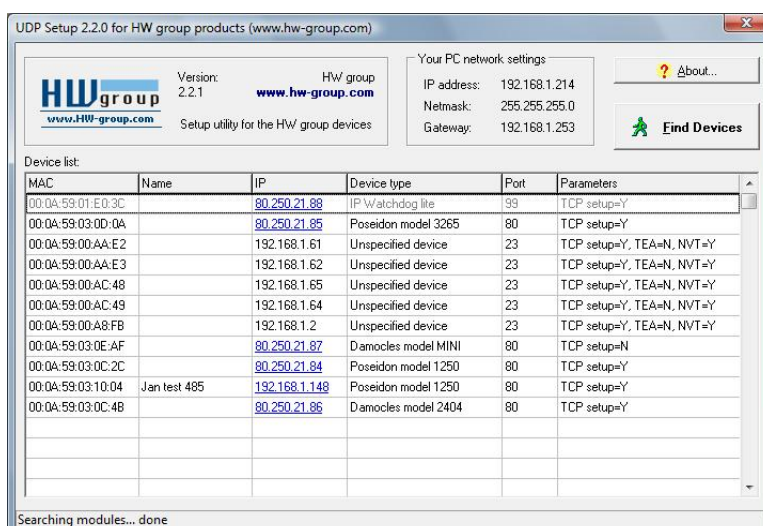 UDP Setup 2.2.0 for HW group products (www.hw-group.com)
HW group
www.HW-group.com
Version: HW group
2.2.1 www.hw-group.com
Setup utility for the HW group devices
Your PC network settings
IP address: 192.168.1.214
Netmask: 255.255.255.0
Gateway: 192.168.1.253
? About...
Find Devices
Device list:
MAC Name IP Device type Port Parameters
00:0A:59:01:E0:3C 80.250.21.88 IP Watchdog lite 99 TCP setup=Y
00:0A:59:03:0D:0A 80.250.21.85 Poseidon model 3265 80 TCP setup=Y
00:0A:59:00:AA:E2 192.168.1.61 Unspecified device 23 TCP setup=Y, TEA=N, NVT=Y
00:0A:59:00:AA:E3 192.168.1.62 Unspecified device 23 TCP setup=Y, TEA=N, NVT=Y
00:0A:59:00:AC:48 192.168.1.65 Unspecified device 23 TCP setup=Y, TEA=N, NVT=Y
00:0A:59:00:AC:49 192.168.1.64 Unspecified device 23 TCP setup=Y, TEA=N, NVT=Y
00:0A:59:00:A8:FB 192.168.1.2 Unspecified device 23 TCP setup=Y, TEA=N, NVT=Y
00:0A:59:03:0E:AF 80.250.21.87 Damocles model MINI 80 TCP setup=N
00:0A:59:03:0C:2C 80.250.21.84 Poseidon model 1250 80 TCP setup=Y
00:0A:59:03:10:04 Jan test 485 192.168.1.148 Poseidon model 1250 80 TCP setup=Y
00:0A:59:03:0C:4B 80.250.21.86 Damocles model 2404 80 TCP setup=Y
Searching modules... done